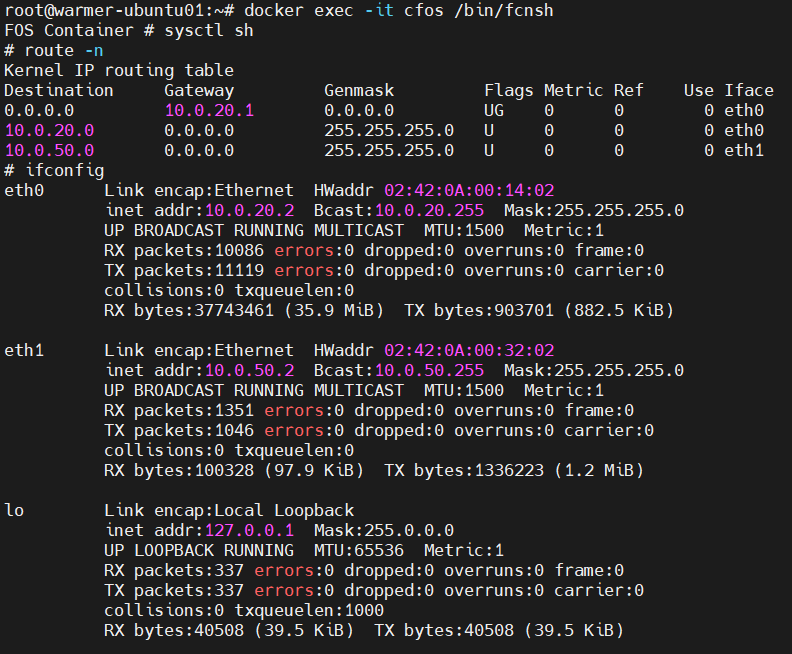 root@warmer-ubuntu01:~# docker exec -it cfos /bin/fcnsh
FOS Container # sysctl sh
# route -n
Kernel IP routing table
Destination     Gateway         Genmask         Flags Metric Ref    Use Iface
0.0.0.0         10.0.20.1       0.0.0.0         UG    0      0        0 eth0
10.0.20.0       0.0.0.0         255.255.255.0   U     0      0        0 eth0
10.0.50.0       0.0.0.0         255.255.255.0   U     0      0        0 eth1
# ifconfig
eth0      Link encap:Ethernet  HWaddr 02:42:0A:00:14:02
          inet addr:10.0.20.2  Bcast:10.0.20.255  Mask:255.255.255.0
          UP BROADCAST RUNNING MULTICAST  MTU:1500  Metric:1
          RX packets:10086 errors:0 dropped:0 overruns:0 frame:0
          TX packets:11119 errors:0 dropped:0 overruns:0 carrier:0
          collisions:0 txqueuelen:0
          RX bytes:37743461 (35.9 MiB)  TX bytes:903701 (882.5 KiB)

eth1      Link encap:Ethernet  HWaddr 02:42:0A:00:32:02
          inet addr:10.0.50.2  Bcast:10.0.50.255  Mask:255.255.255.0
          UP BROADCAST RUNNING MULTICAST  MTU:1500  Metric:1
          RX packets:1351 errors:0 dropped:0 overruns:0 frame:0
          TX packets:1046 errors:0 dropped:0 overruns:0 carrier:0
          collisions:0 txqueuelen:0
          RX bytes:100328 (97.9 KiB)  TX bytes:1336223 (1.2 MiB)

lo        Link encap:Local Loopback
          inet addr:127.0.0.1  Mask:255.0.0.0
          UP LOOPBACK RUNNING  MTU:65536  Metric:1
          RX packets:337 errors:0 dropped:0 overruns:0 frame:0
          TX packets:337 errors:0 dropped:0 overruns:0 carrier:0
          collisions:0 txqueuelen:1000
          RX bytes:40508 (39.5 KiB)  TX bytes:40508 (39.5 KiB)